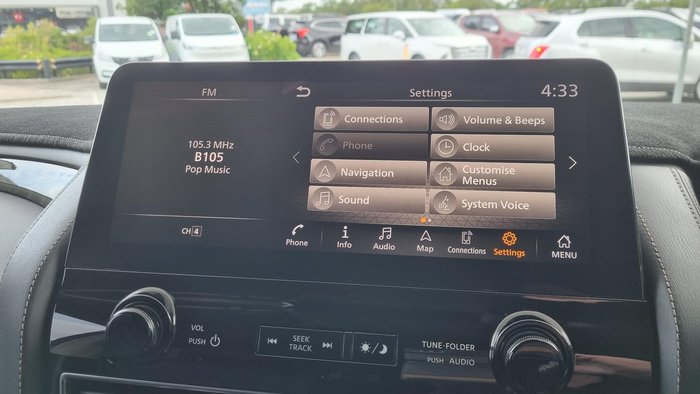 FM
Settings
4:33
105.3 MHz
B105
Pop Music
CH 4
Connections
Volume & Beeps
Phone
Clock
Navigation
Customise
Menus
Sound
System Voice
Phone
Info
Audio
Map
Connections
Settings
MENU
VOL
PUSH
SEEK
TRACK
TUNE·FOLDER
PUSH AUDIO